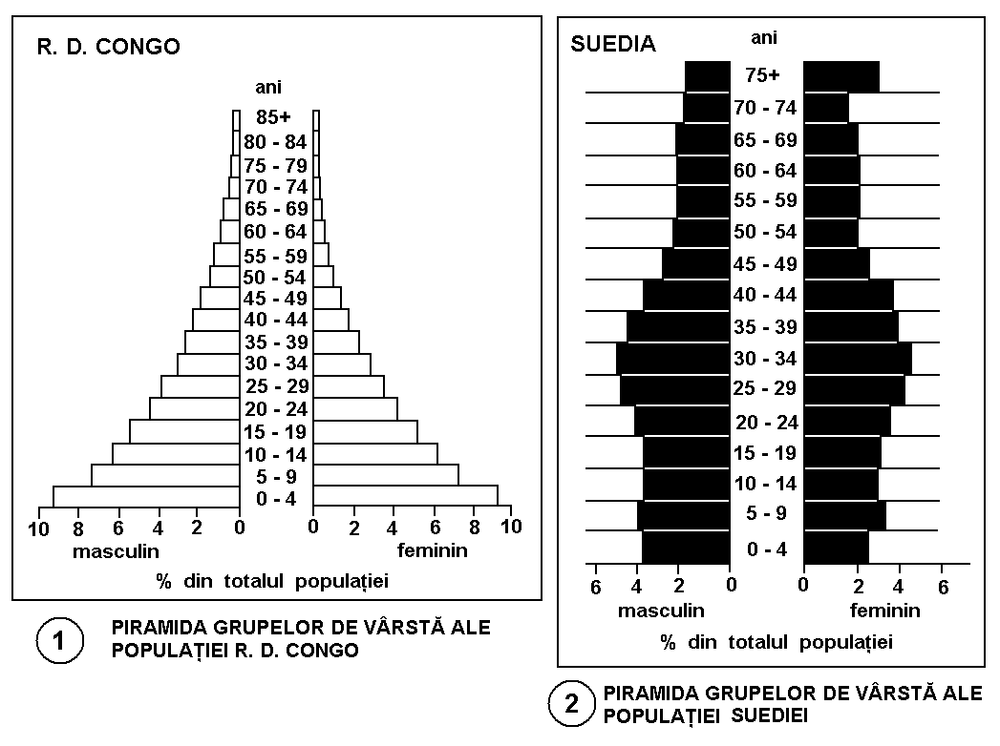 R. D. CONGO
ani
85+
80 - 84
75 - 79
70 - 74
65 - 69
60 - 64
55 - 59
50 - 54
45 - 49
40 - 44
35 - 39
30 - 34
25 - 29
20 - 24
15 - 19
10 - 14
5 - 9
0 - 4
10 8 6 4 2 0 0 2 4 6 8 10
masculin feminin
% din totalul populației
1
PIRAMIDA GRUPELOR DE VÂRSTĂ ALE
POPULAȚIEI R. D. CONGO
SUEDIA
ani
75+
70 - 74
65 - 69
60 - 64
55 - 59
50 - 54
45 - 49
40 - 44
35 - 39
30 - 34
25 - 29
20 - 24
15 - 19
10 - 14
5 - 9
0 - 4
6 4 2 0 0 2 4 6
masculin feminin
% din totalul populației
2
PIRAMIDA GRUPELOR DE VÂRSTĂ ALE
POPULAȚIEI SUEDIEI